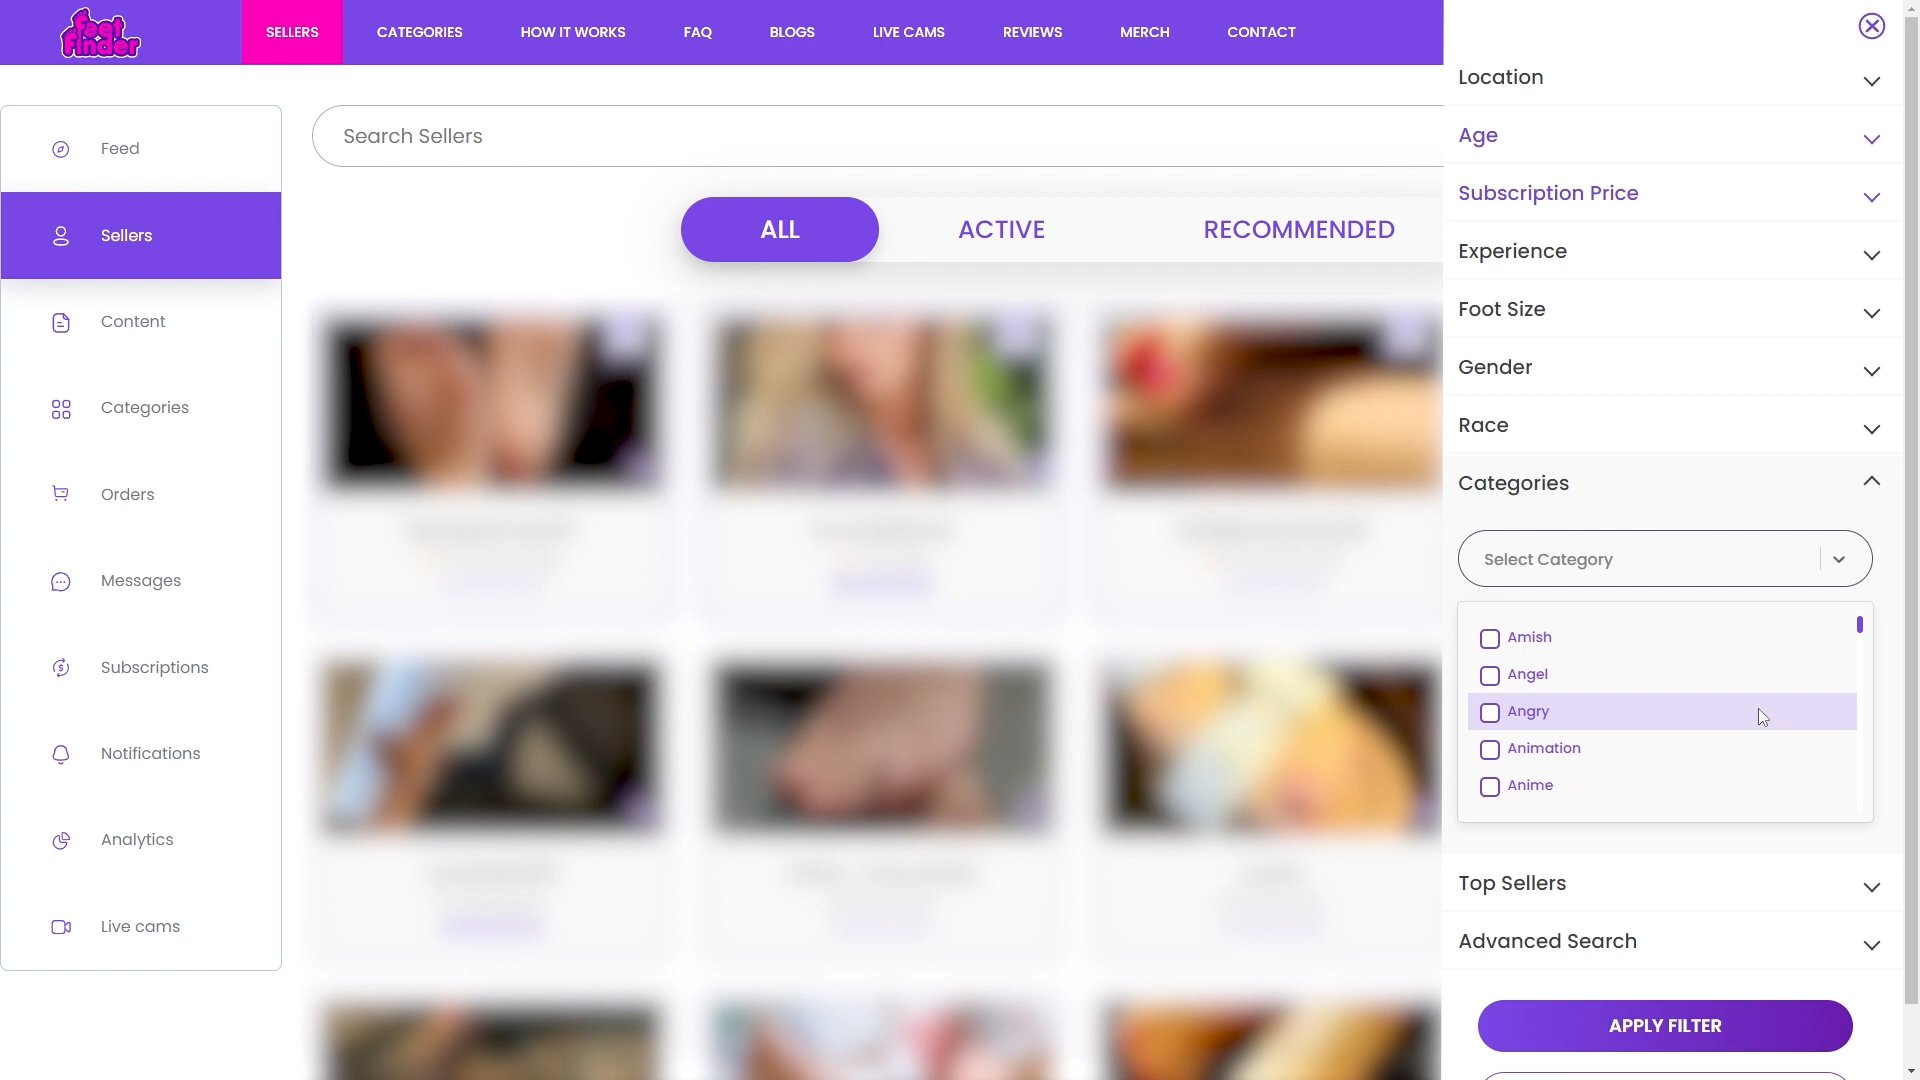 feet
finder
SELLERS
CATEGORIES
HOW IT WORKS
FAQ
BLOGS
LIVE CAMS
REVIEWS
MERCH
CONTACT
Feed
Sellers
Content
Categories
Orders
Messages
Subscriptions
Notifications
Analytics
Live cams
Search Sellers
ALL
ACTIVE
RECOMMENDED
Location
Age
Subscription Price
Experience
Foot Size
Gender
Race
Categories
Select Category
Amish
Angel
Angry
Animation
Anime
Top Sellers
Advanced Search
APPLY FILTER